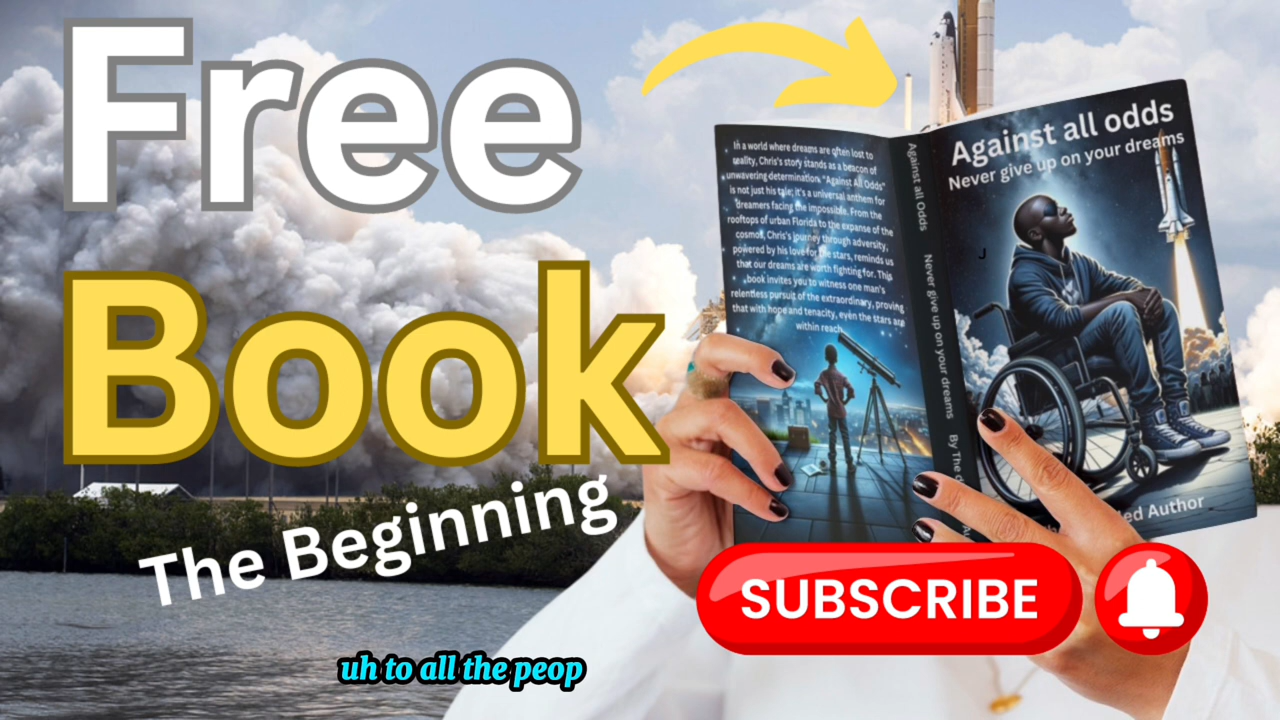 Free
Book
The Beginning
In a world where dreams are often lost to
reality, Chris's story stands as a beacon of
unwavering determination. "Against All Odds"
is not just his tale; it's a universal anthem for
dreamers facing the impossible. From the
rooftops of urban Florida to the expanse of the
cosmos, Chris's journey through adversity,
powered by his love for the stars, reminds us
that our dreams are worth fighting for. This
book invites you to witness one man's
relentless pursuit of the extraordinary, proving
that with hope and tenacity, even the stars are
within reach.
Against all Odds
Never give up on your dreams
By The
Against all odds
Never give up on your dreams
J
Author
SUBSCRIBE
uh to all the peop